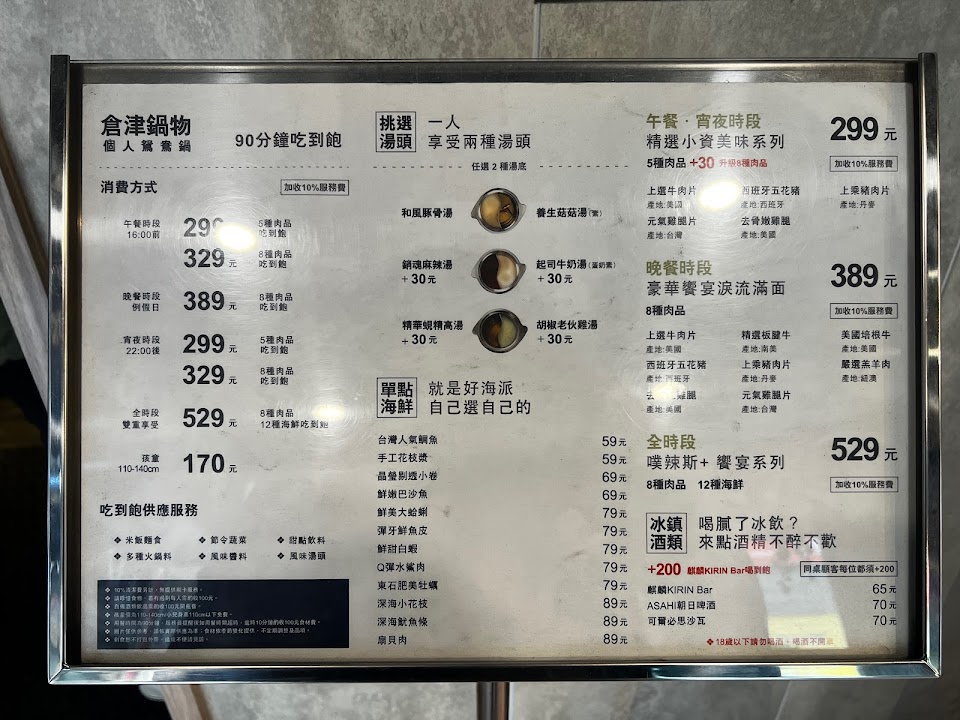 倉津鍋物
個人鴛鴦鍋
90分鐘吃到飽
消費方式
加收10%服務費
午餐時段
16:00前
299
5種肉品
吃到飽
329元
8種肉品
吃到飽
晚餐時段
例假日
389元
8種肉品
吃到飽
宵夜時段
22:00後
299元
5種肉品
吃到飽
329元
8種肉品
吃到飽
全時段
雙重享受
529元
8種肉品
12種海鮮吃到飽
孩童
110-140cm
170元
吃到飽供應服務
❖ 米飯麵食
❖ 節令蔬菜
❖ 甜點飲料
❖ 多種火鍋料
❖ 風味醬料
❖ 風味湯頭
挑選
湯頭
一人
享受兩種湯頭
任選2種湯底
和風豚骨湯
養生菇菇湯(素)
銷魂麻辣湯
+30元
起司牛奶湯(蛋奶素)
+30元
精華蜆精高湯
+30元
胡椒老伙雞湯
+30元
單點
海鮮
就是好海派
自己選自己的
台灣人氣鯛魚 59元
手工花枝漿 59元
晶瑩剔透小卷 69元
鮮嫩巴沙魚 69元
鮮美大蛤蜊 79元
彈牙鮮魚皮 79元
鮮甜白蝦 79元
Q彈水鯊肉 79元
東石肥美牡蠣 79元
深海小花枝 89元
深海魷魚條 89元
扇貝肉 89元
午餐・宵夜時段
精選小資美味系列
299元
5種肉品 +30 升級8種肉品
加收10%服務費
上選牛肉片
產地:美國
西班牙五花豬
產地:西班牙
上乘豬肉片
產地:丹麥
元氣雞腿片
產地:台灣
去骨嫩雞腿
產地:美國
晚餐時段
豪華饗宴淚流滿面
389元
8種肉品
加收10%服務費
上選牛肉片
產地:美國
精選板腱牛
產地:南美
美國培根牛
產地:美國
西班牙五花豬
產地:西班牙
上乘豬肉片
產地:丹麥
嚴選羔羊肉
產地:紐澳
嫩雞腿
產地:美國
元氣雞腿片
產地:台灣
全時段
噗辣斯+ 饗宴系列
529元
8種肉品 12種海鮮
加收10%服務費
冰鎮
酒類
喝膩了冰飲？
來點酒精不醉不歡
+200 麒麟KIRIN Bar喝到飽
同桌顧客每位都須+200
麒麟KIRIN Bar 65元
ASAHI朝日啤酒 70元
可爾必思沙瓦 70元
❖18歲以下請勿喝酒、喝酒不開車